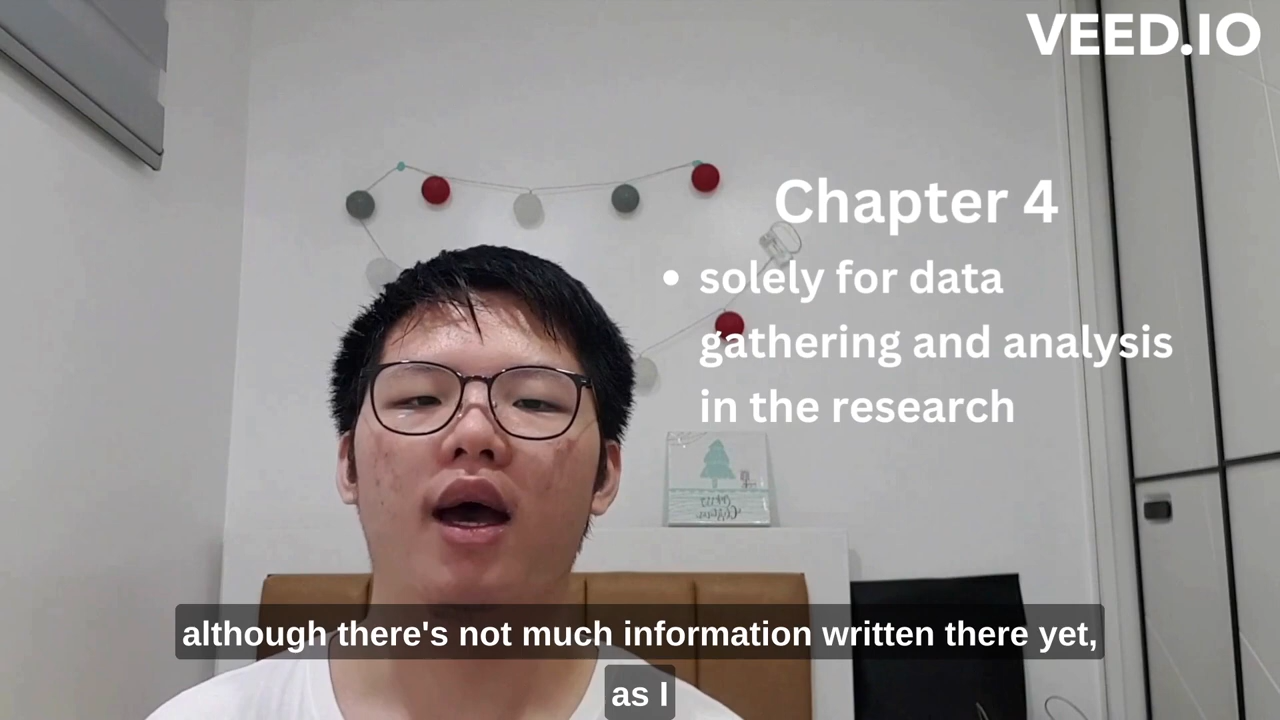 VEED.IO
Chapter 4
• solely for data
gathering and analysis
in the research
although there's not much information written there yet,
as I